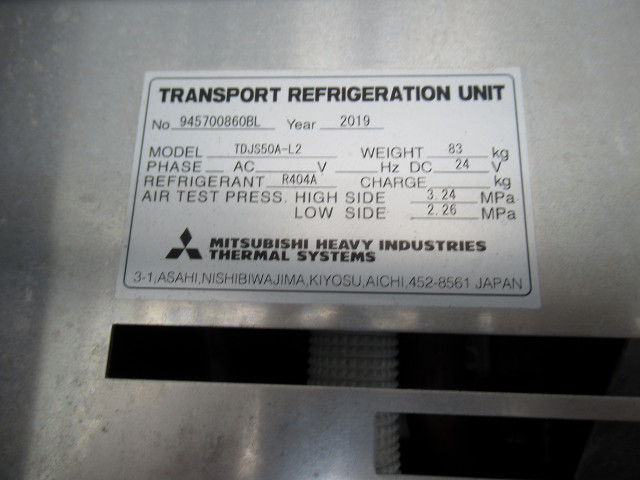 TRANSPORT REFRIGERATION UNIT
No 945700860BL Year 2019
MODEL TDJS50A-L2 WEIGHT 83 kg
PHASE AC V Hz DC 24 V
REFRIGERANT R404A CHARGE kg
AIR TEST PRESS. HIGH SIDE 3.24 MPa
LOW SIDE 2.26 MPa
MITSUBISHI HEAVY INDUSTRIES
THERMAL SYSTEMS
3-1,ASAHI,NISHIBIWAJIMA,KIYOSU,AICHI,452-8561 JAPAN